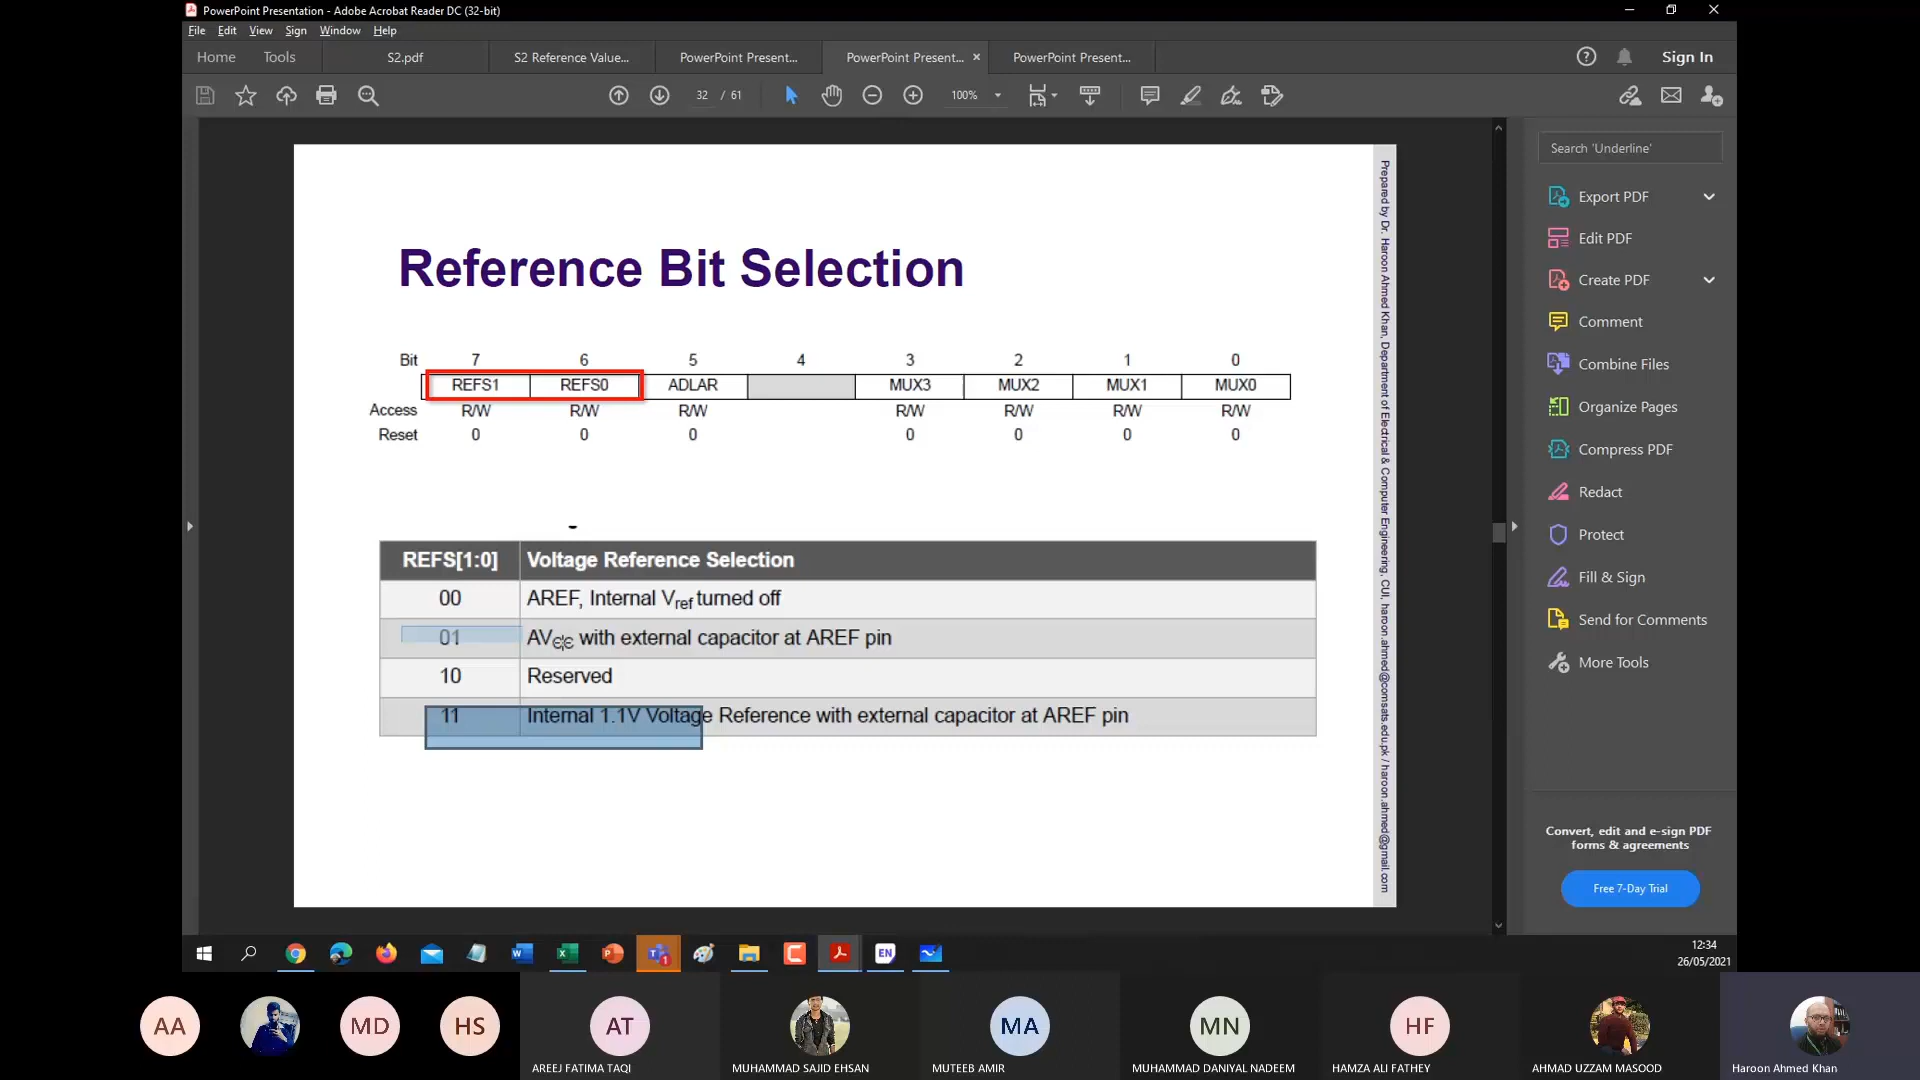 PowerPoint Presentation - Adobe Acrobat Reader DC (32-bit)
File Edit View Sign Window Help
Home Tools S2.pdf S2 Reference Value... PowerPoint Present... PowerPoint Present... × PowerPoint Present... Sign In
32 / 61 100%
Reference Bit Selection
Bit 7 6 5 4 3 2 1 0
REFS1 REFS0 ADLAR MUX3 MUX2 MUX1 MUX0
Access R/W R/W R/W R/W R/W R/W R/W
Reset 0 0 0 0 0 0 0
REFS[1:0] Voltage Reference Selection
00 AREF, Internal Vref turned off
01 AVCC with external capacitor at AREF pin
10 Reserved
11 Internal 1.1V Voltage Reference with external capacitor at AREF pin
Prepared by Dr. Haroon Ahmed Khan, Department of Electrical & Computer Engineering, CUI, haroon.ahmed@comsats.edu.pk / haroon.ahmed@gmail.com
Search 'Underline'
Export PDF
Edit PDF
Create PDF
Comment
Combine Files
Organize Pages
Compress PDF
Redact
Protect
Fill & Sign
Send for Comments
More Tools
Convert, edit and e-sign PDF
forms & agreements
Free 7-Day Trial
EN
12:34
26/05/2021
AA MD HS AT MA MN HF
AREEJ FATIMA TAQI MUHAMMAD SAJID EHSAN MUTEEB AMIR MUHAMMAD DANIYAL NADEEM HAMZA ALI FATHEY AHMAD UZZAM MASOOD Haroon Ahmed Khan